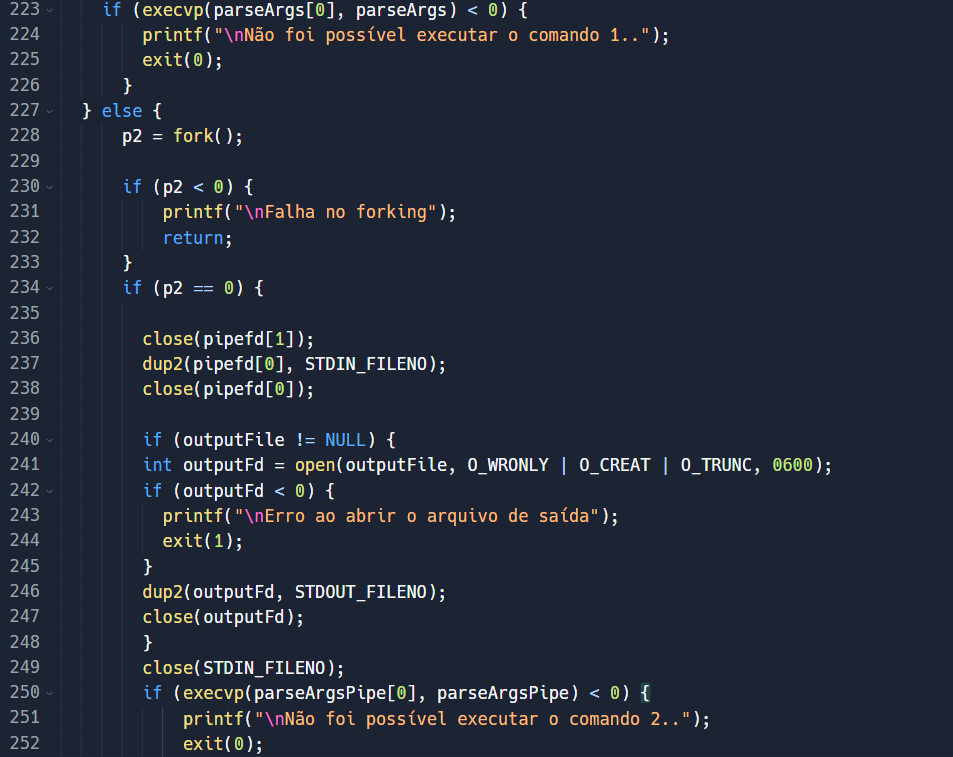 223 if (execvp(parseArgs[0], parseArgs) < 0) {
224 printf("\nNão foi possível executar o comando 1..");
225 exit(0);
226 }
227 } else {
228 p2 = fork();
229
230 if (p2 < 0) {
231 printf("\nFalha no forking");
232 return;
233 }
234 if (p2 == 0) {
235
236 close(pipefd[1]);
237 dup2(pipefd[0], STDIN_FILENO);
238 close(pipefd[0]);
239
240 if (outputFile != NULL) {
241 int outputFd = open(outputFile, O_WRONLY | O_CREAT | O_TRUNC, 0600);
242 if (outputFd < 0) {
243 printf("\nErro ao abrir o arquivo de saída");
244 exit(1);
245 }
246 dup2(outputFd, STDOUT_FILENO);
247 close(outputFd);
248 }
249 close(STDIN_FILENO);
250 if (execvp(parseArgsPipe[0], parseArgsPipe) < 0) {
251 printf("\nNão foi possível executar o comando 2..");
252 exit(0);